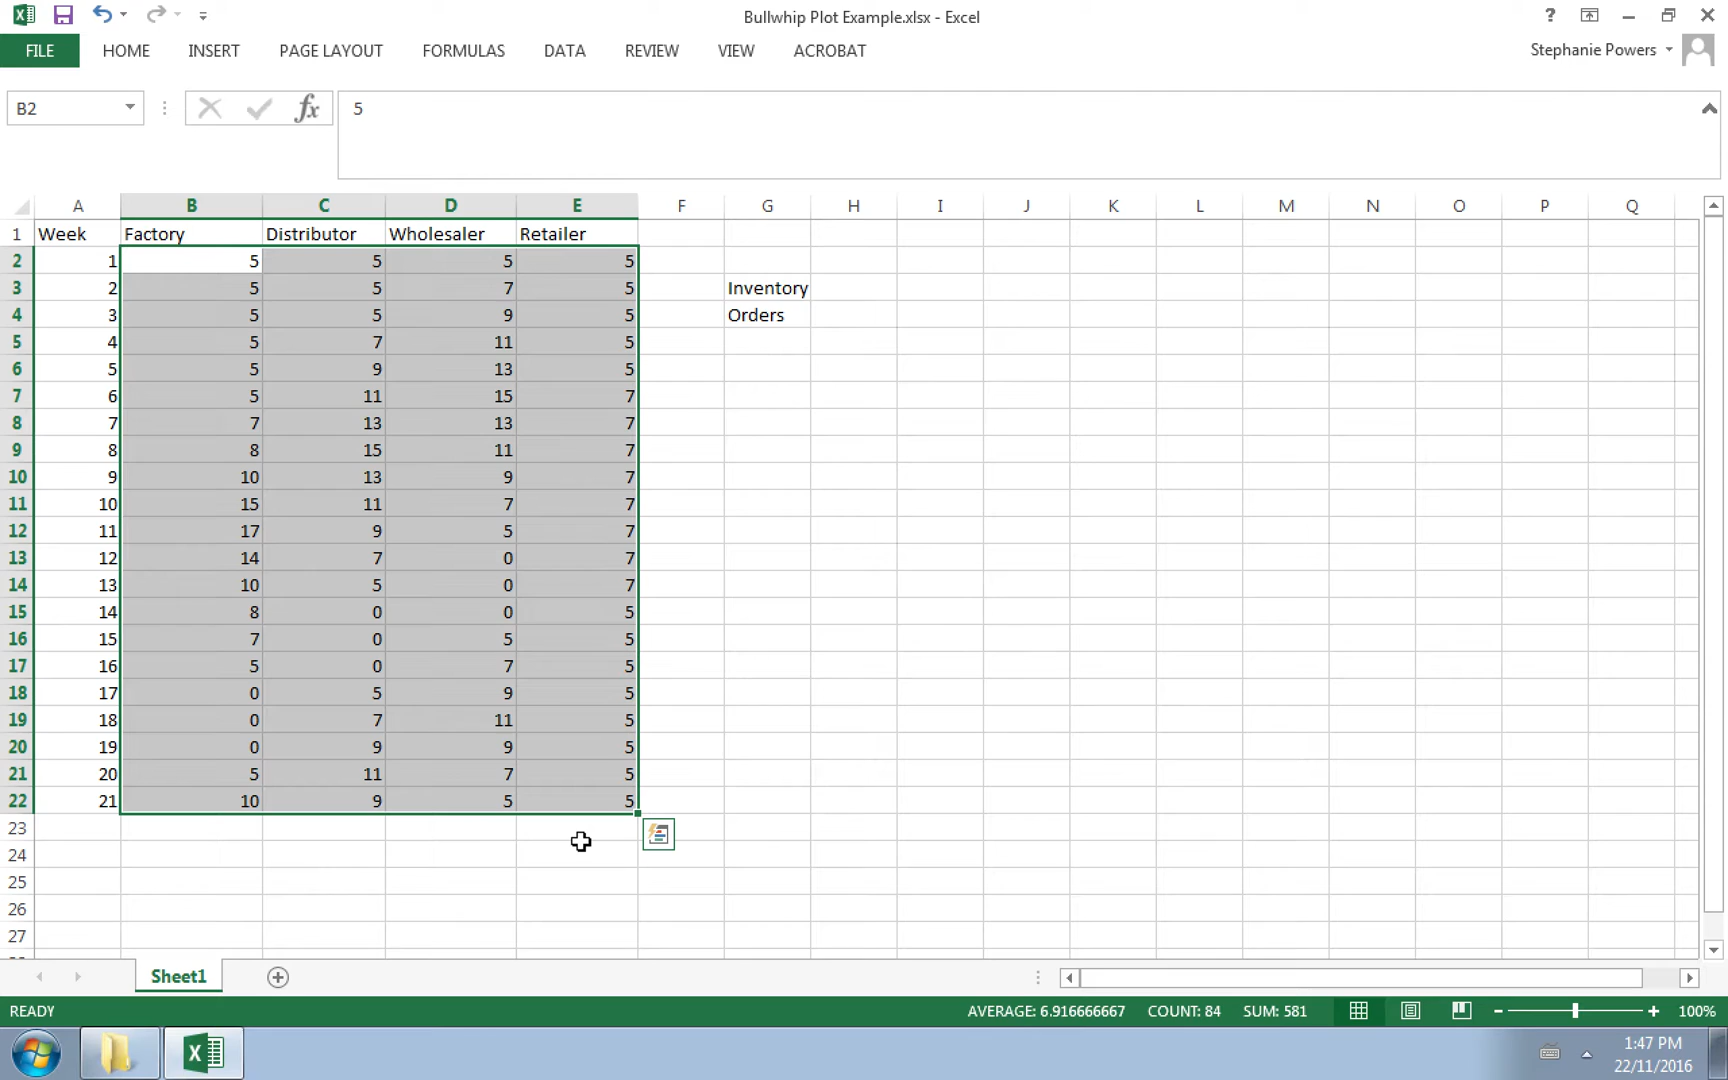 Bullwhip Plot Example.xlsx - Excel
FILE HOME INSERT PAGE LAYOUT FORMULAS DATA REVIEW VIEW ACROBAT Stephanie Powers
B2 fx 5
A B C D E F G H I J K L M N O P Q
1 Week Factory Distributor Wholesaler Retailer
2 1 5 5 5 5
3 2 5 5 7 5 Inventory
4 3 5 5 9 5 Orders
5 4 5 7 11 5
6 5 5 9 13 5
7 6 5 11 15 7
8 7 7 13 13 7
9 8 8 15 11 7
10 9 10 13 9 7
11 10 15 11 7 7
12 11 17 9 5 7
13 12 14 7 0 7
14 13 10 5 0 7
15 14 8 0 0 5
16 15 7 0 5 5
17 16 5 0 7 5
18 17 0 5 9 5
19 18 0 7 11 5
20 19 0 9 9 5
21 20 5 11 7 5
22 21 10 9 5 5
23
24
25
26
27
Sheet1
READY AVERAGE: 6.916666667 COUNT: 84 SUM: 581 100%
1:47 PM
22/11/2016